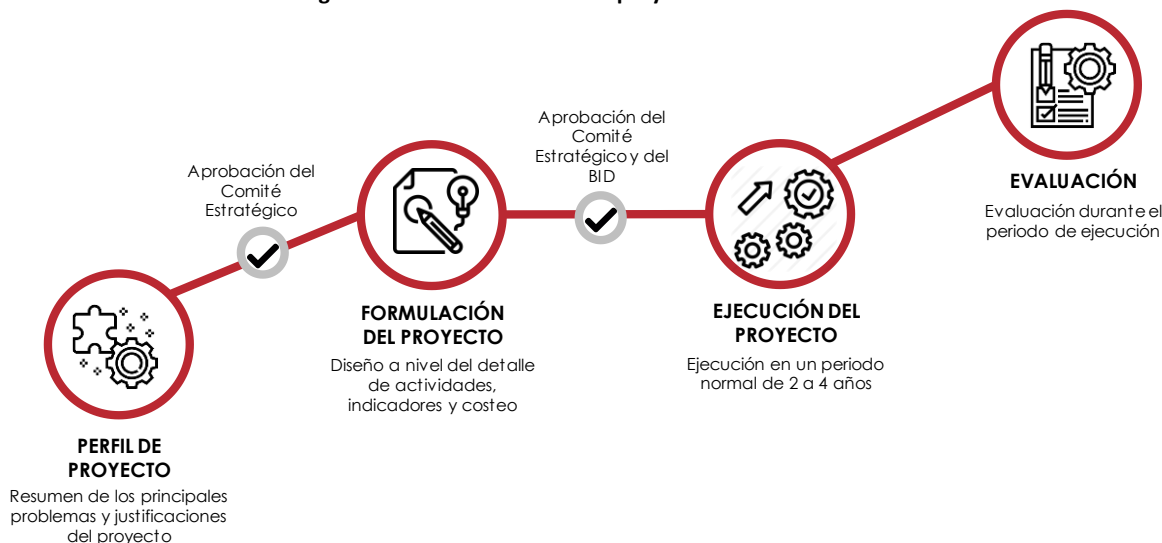 Aprobación del
Comité
Estratégico
Aprobación del
Comité
Estratégico y del
BID
PERFIL DE
PROYECTO
Resumen de los principales
problemas y justificaciones
del proyecto
FORMULACIÓN
DEL PROYECTO
Diseño a nivel del detalle
de actividades,
indicadores y costeo
EJECUCIÓN DEL
PROYECTO
Ejecución en un periodo
normal de 2 a 4 años
EVALUACIÓN
Evaluación durante el
periodo de ejecución